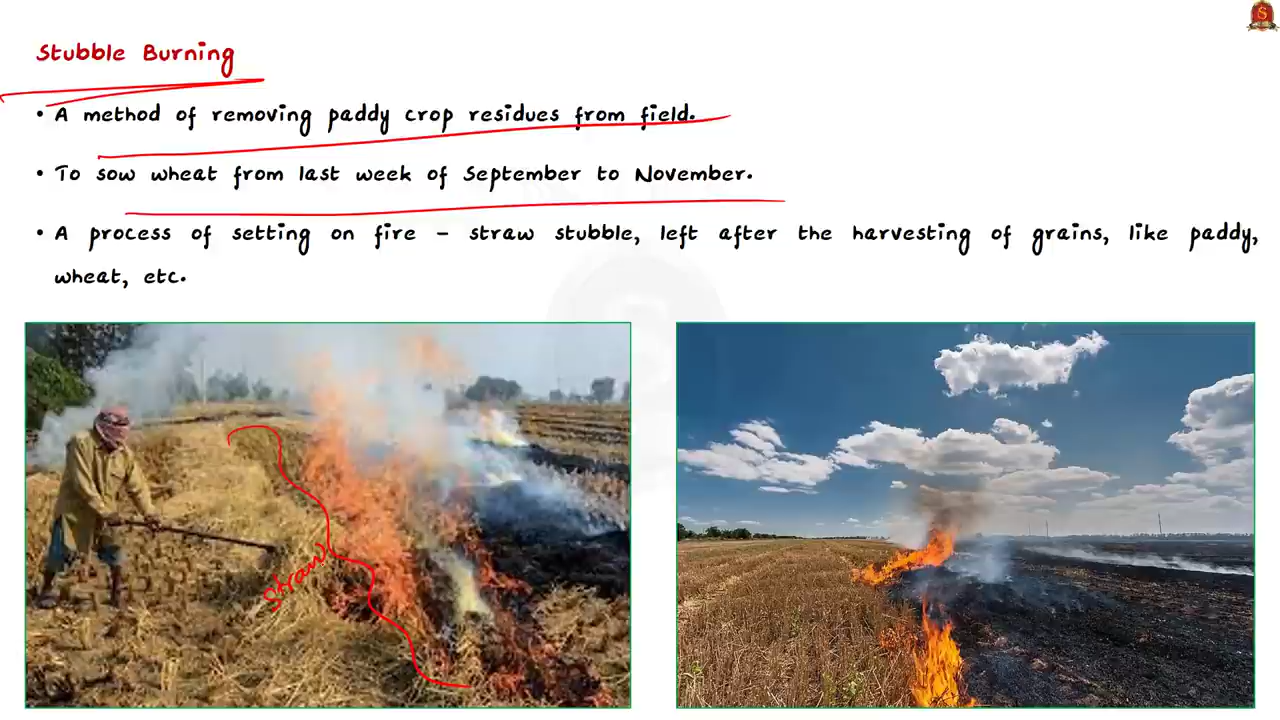 Stubble Burning
• A method of removing paddy crop residues from field.
• To sow wheat from last week of September to November.
• A process of setting on fire – straw stubble, left after the harvesting of grains, like paddy,
wheat, etc.
Straw
S